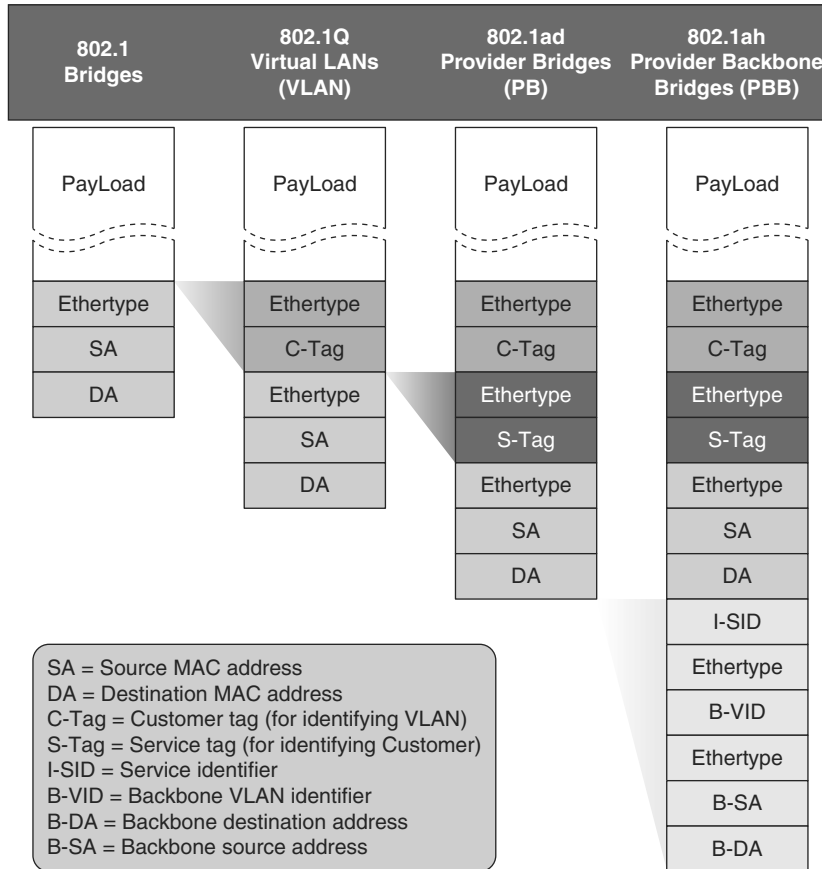 802.1
Bridges
802.1Q
Virtual LANs
(VLAN)
802.1ad
Provider Bridges
(PB)
802.1ah
Provider Backbone
Bridges (PBB)
PayLoad
Ethertype
SA
DA
PayLoad
Ethertype
C-Tag
Ethertype
SA
DA
PayLoad
Ethertype
C-Tag
Ethertype
S-Tag
Ethertype
SA
DA
PayLoad
Ethertype
C-Tag
Ethertype
S-Tag
Ethertype
SA
DA
I-SID
Ethertype
B-VID
Ethertype
B-SA
B-DA
SA = Source MAC address
DA = Destination MAC address
C-Tag = Customer tag (for identifying VLAN)
S-Tag = Service tag (for identifying Customer)
I-SID = Service identifier
B-VID = Backbone VLAN identifier
B-DA = Backbone destination address
B-SA = Backbone source address